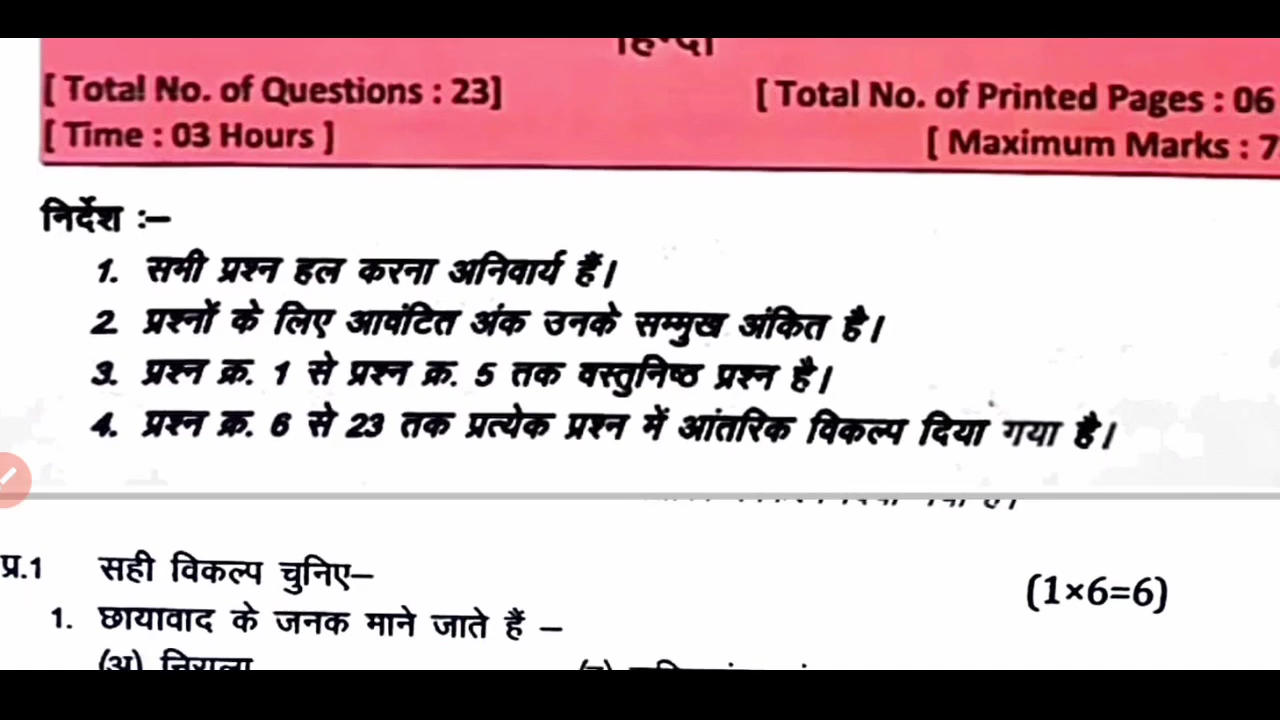 हिन्दी
[ Total No. of Questions : 23]
[ Total No. of Printed Pages : 06
[ Time : 03 Hours ]
[ Maximum Marks : 7
निर्देश :–
1. सभी प्रश्न हल करना अनिवार्य हैं।
2 प्रश्नों के लिए आवंटित अंक उनके सम्मुख अंकित है।
3. प्रश्न क्र. 1 से प्रश्न क्र. 5 तक वस्तुनिष्ठ प्रश्न है।
4. प्रश्न क्र. 6 से 23 तक प्रत्येक प्रश्न में आंतरिक विकल्प दिया गया है।
प्र.1 सही विकल्प चुनिए–
(1×6=6)
1. छायावाद के जनक माने जाते हैं –
(अ) निराला